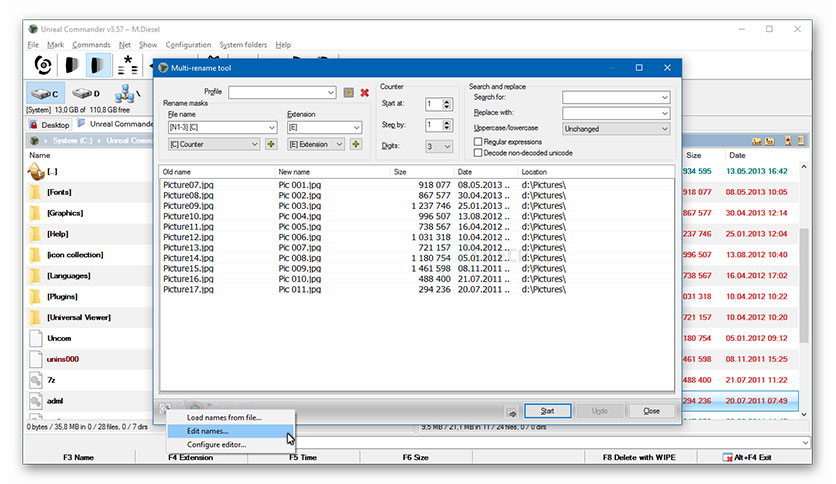 Unreal Commander v3.57 ~ M.Diesel
File Mark Commands Net Show Configuration System folders Help
C D
[System] 13,0 GB of 110,8 GB free
Desktop Unreal Commande
System (C:) Unreal Comm
Name
[..]
[Fonts]
[Graphics]
[Help]
[icon collection]
[Languages]
[Plugins]
[Universal Viewer]
Uncom
unins000
7z
adml
0 bytes / 35,8 MB in 0 / 28 files, 0 / 7 dirs
Multi-rename tool
Profile
Rename masks
File name Extension
[N1-3] [C] [E]
[C] Counter [E] Extension
Counter
Start at: 1
Step by: 1
Digits: 3
Search and replace
Search for:
Replace with:
Uppercase/lowercase Unchanged
Regular expressions
Decode non-decoded unicode
Old name New name Size Date Location
Picture07.jpg Pic 001.jpg 918 077 08.05.2013 .. d:\Pictures\
Picture08.jpg Pic 002.jpg 867 577 30.04.2013 .. d:\Pictures\
Picture09.jpg Pic 003.jpg 1 237 746 25.01.2013 .. d:\Pictures\
Picture10.jpg Pic 004.jpg 996 507 13.08.2012 .. d:\Pictures\
Picture11.jpg Pic 005.jpg 738 567 16.04.2012 .. d:\Pictures\
Picture12.jpg Pic 006.jpg 1 031 318 10.04.2012 .. d:\Pictures\
Picture13.jpg Pic 007.jpg 721 157 10.04.2012 .. d:\Pictures\
Picture14.jpg Pic 008.jpg 1 180 754 05.01.2012 .. d:\Pictures\
Picture15.jpg Pic 009.jpg 1 461 598 08.11.2011 .. d:\Pictures\
Picture16.jpg Pic 010.jpg 488 400 21.07.2011 .. d:\Pictures\
Picture17.jpg Pic 011.jpg 294 236 20.07.2011 .. d:\Pictures\
Start Undo Close
Load names from file...
Edit names...
Configure editor...
Size Date
934 595 13.05.2013 16:42
918 077 08.05.2013 10:05
867 577 30.04.2013 12:14
237 746 25.01.2013 12:04
996 507 13.08.2012 10:40
738 567 16.04.2012 17:02
031 318 10.04.2012 10:22
721 157 10.04.2012 10:20
180 754 05.01.2012 09:12
461 598 08.11.2011 15:25
488 400 21.07.2011 11:22
294 236 20.07.2011 07:49
9,5 MB / 21,1 MB in 11 / 24 files, 0 / 0 dirs
F3 Name F4 Extension F5 Time F6 Size F8 Delete with WIPE Alt+F4 Exit